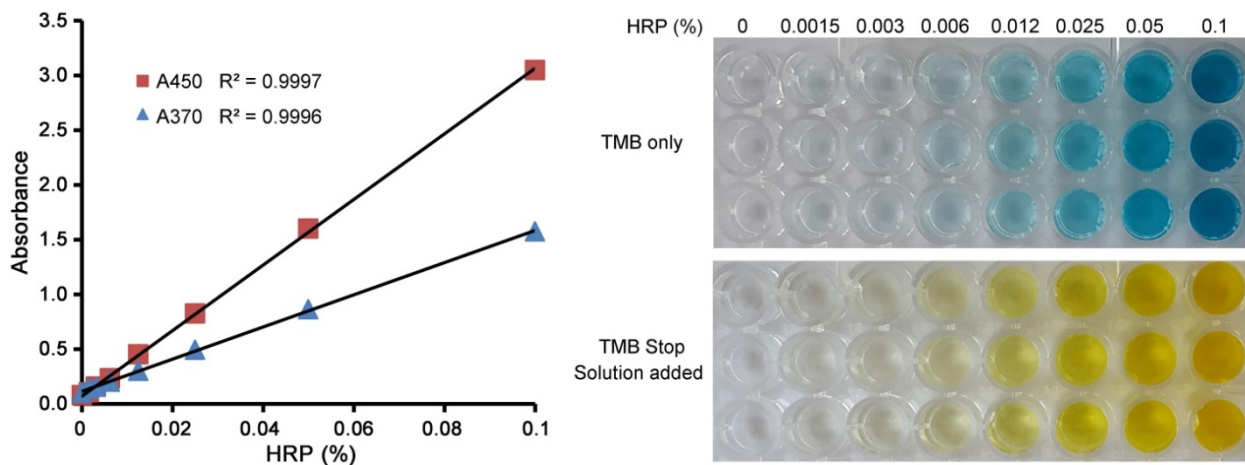 3.5
3.0
2.5
2.0
1.5
1.0
0.5
0.0
Absorbance
A450 R² = 0.9997
A370 R² = 0.9996
0 0.02 0.04 0.06 0.08 0.1
HRP (%)
HRP (%) 0 0.0015 0.003 0.006 0.012 0.025 0.05 0.1
TMB only
TMB Stop
Solution added